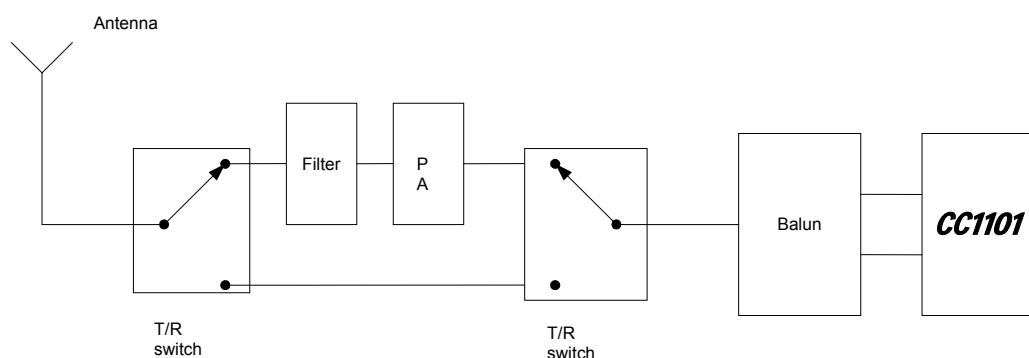 Antenna
Filter
P
A
Balun
CC1101
T/R
switch
T/R
switch